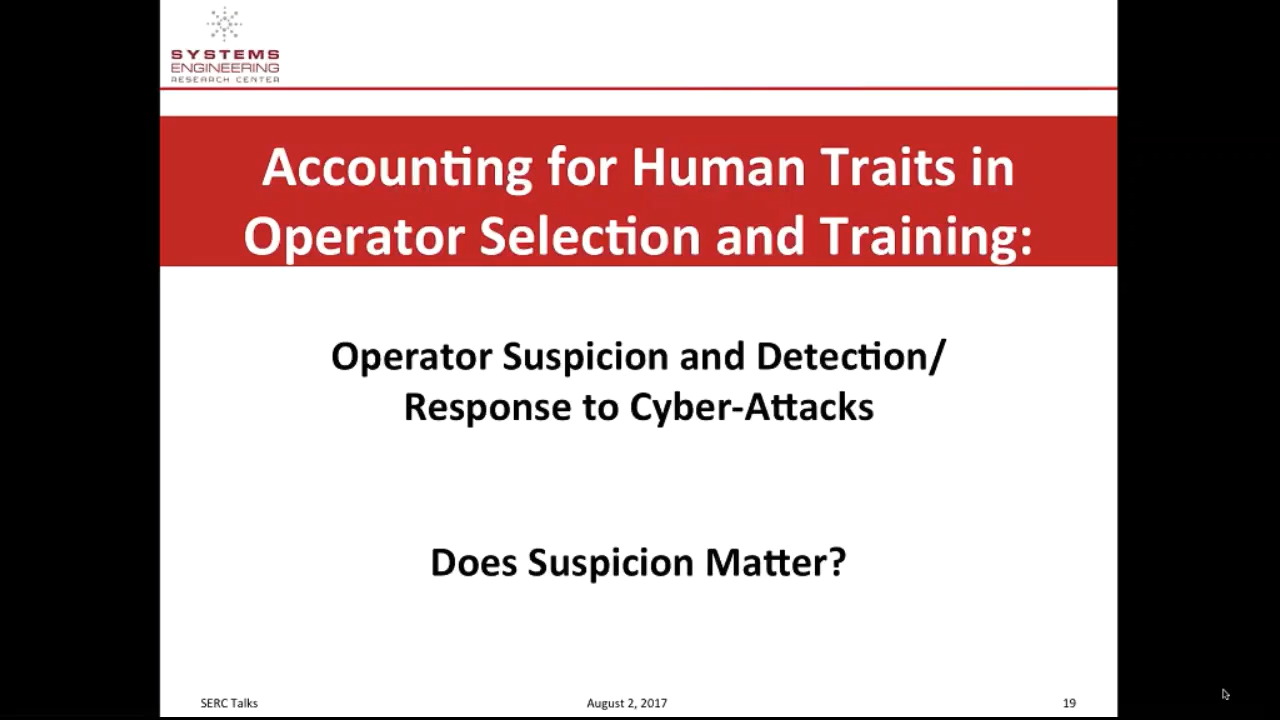 SYSTEMS
ENGINEERING
RESEARCH CENTER
Accounting for Human Traits in
Operator Selection and Training:
Operator Suspicion and Detection/
Response to Cyber-Attacks
Does Suspicion Matter?
SERC Talks
August 2, 2017
19